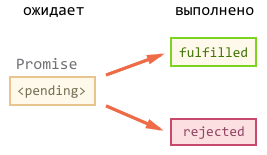 ожидает
выполнено
fulfilled
Promise
<pending>
rejected